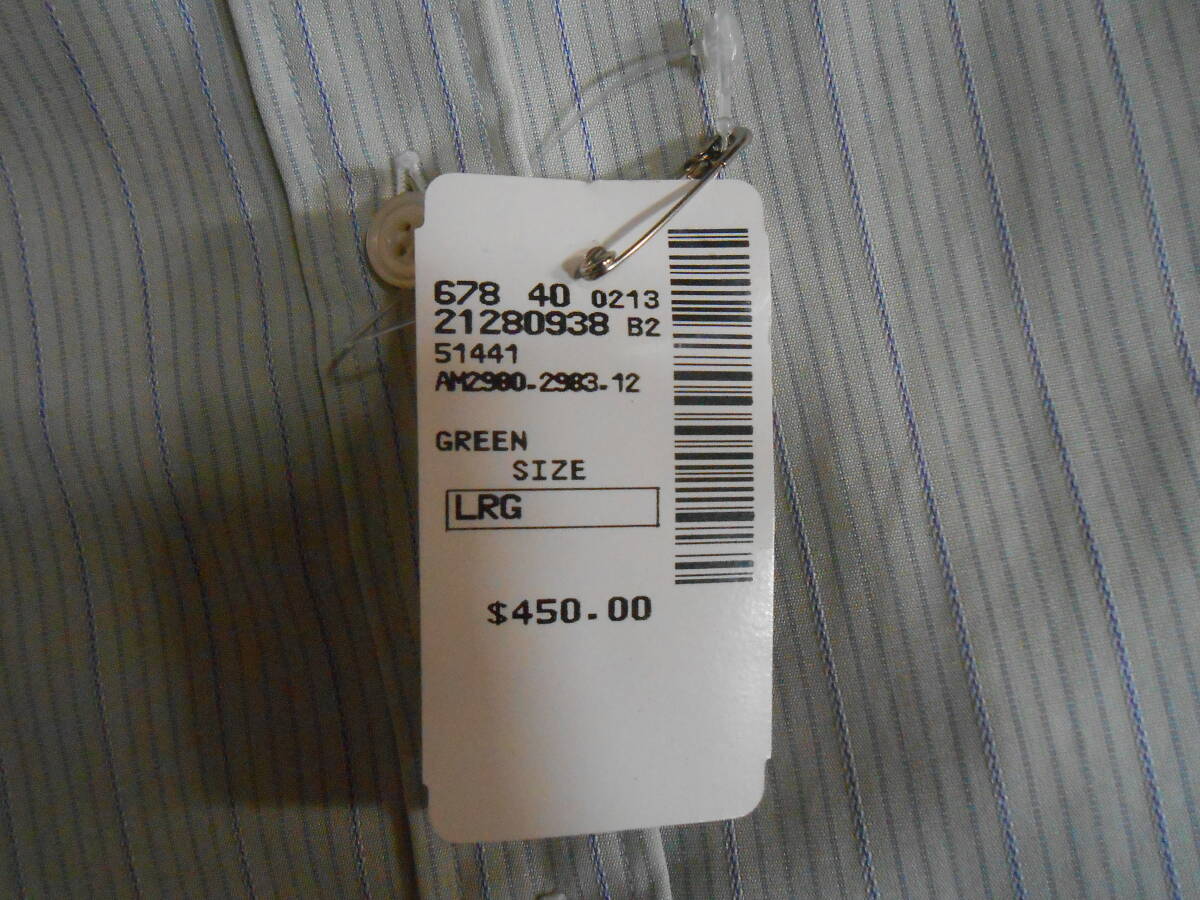 678 40 0213
21280938 B2
51441
AM2980-2983-12
GREEN
SIZE
LRG
$450.00